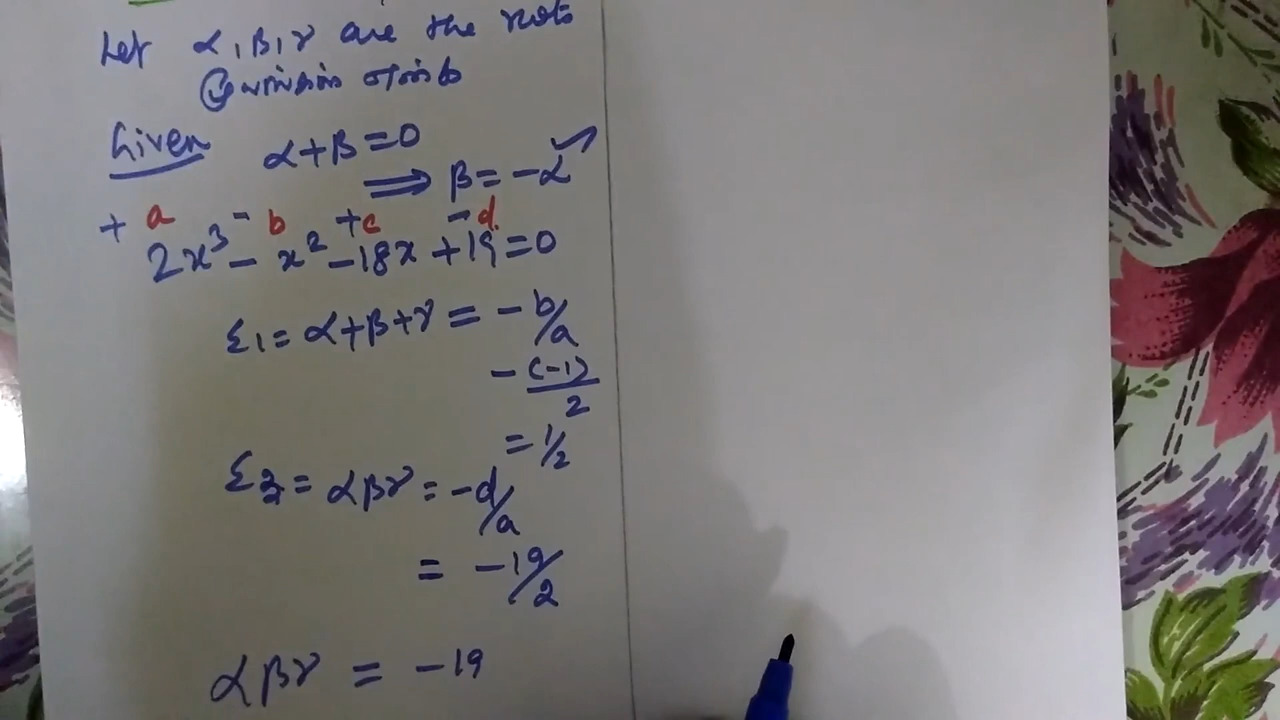 Let α, β, γ are the roots
Given α+β=0
⟹ β=-α ✓
+ a - b + c - d
2x³ - x² - 18x + 19 = 0
Σ1 = α+β+γ = -b/a
-(-1)/2
= 1/2
Σ3 = αβγ = -d/a
= -19/2
αβγ = -19